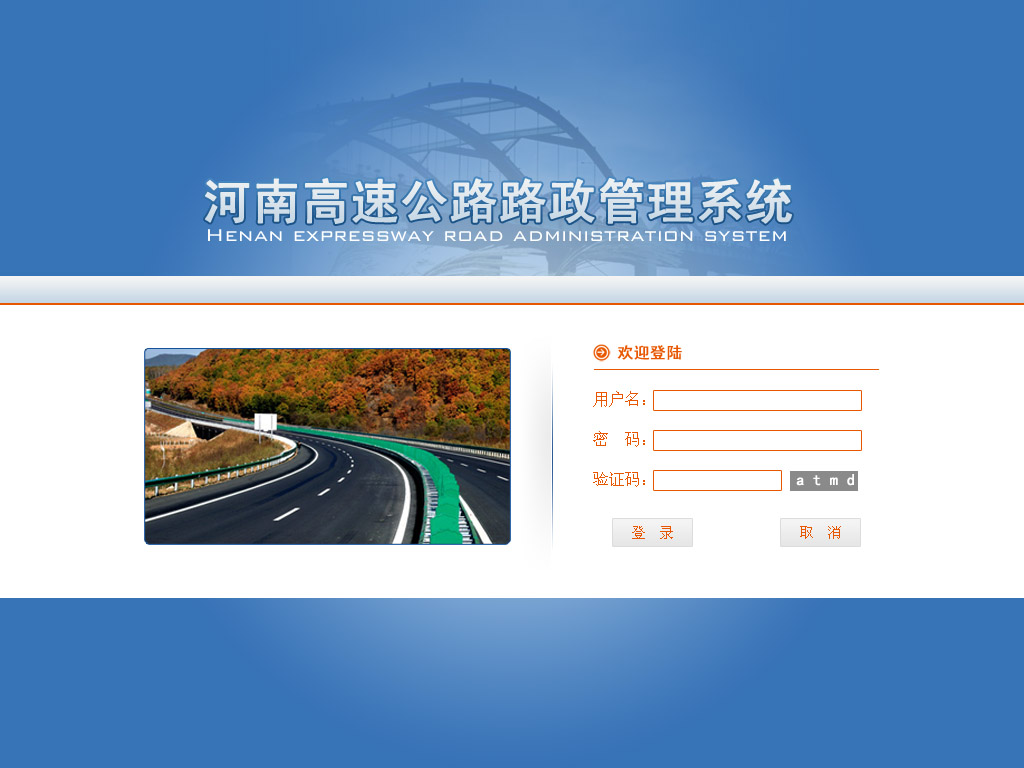 河南高速公路路政管理系统
HENAN EXPRESSWAY ROAD ADMINISTRATION SYSTEM
欢迎登陆
用户名：
密 码：
验证码： a t m d
登 录 取 消